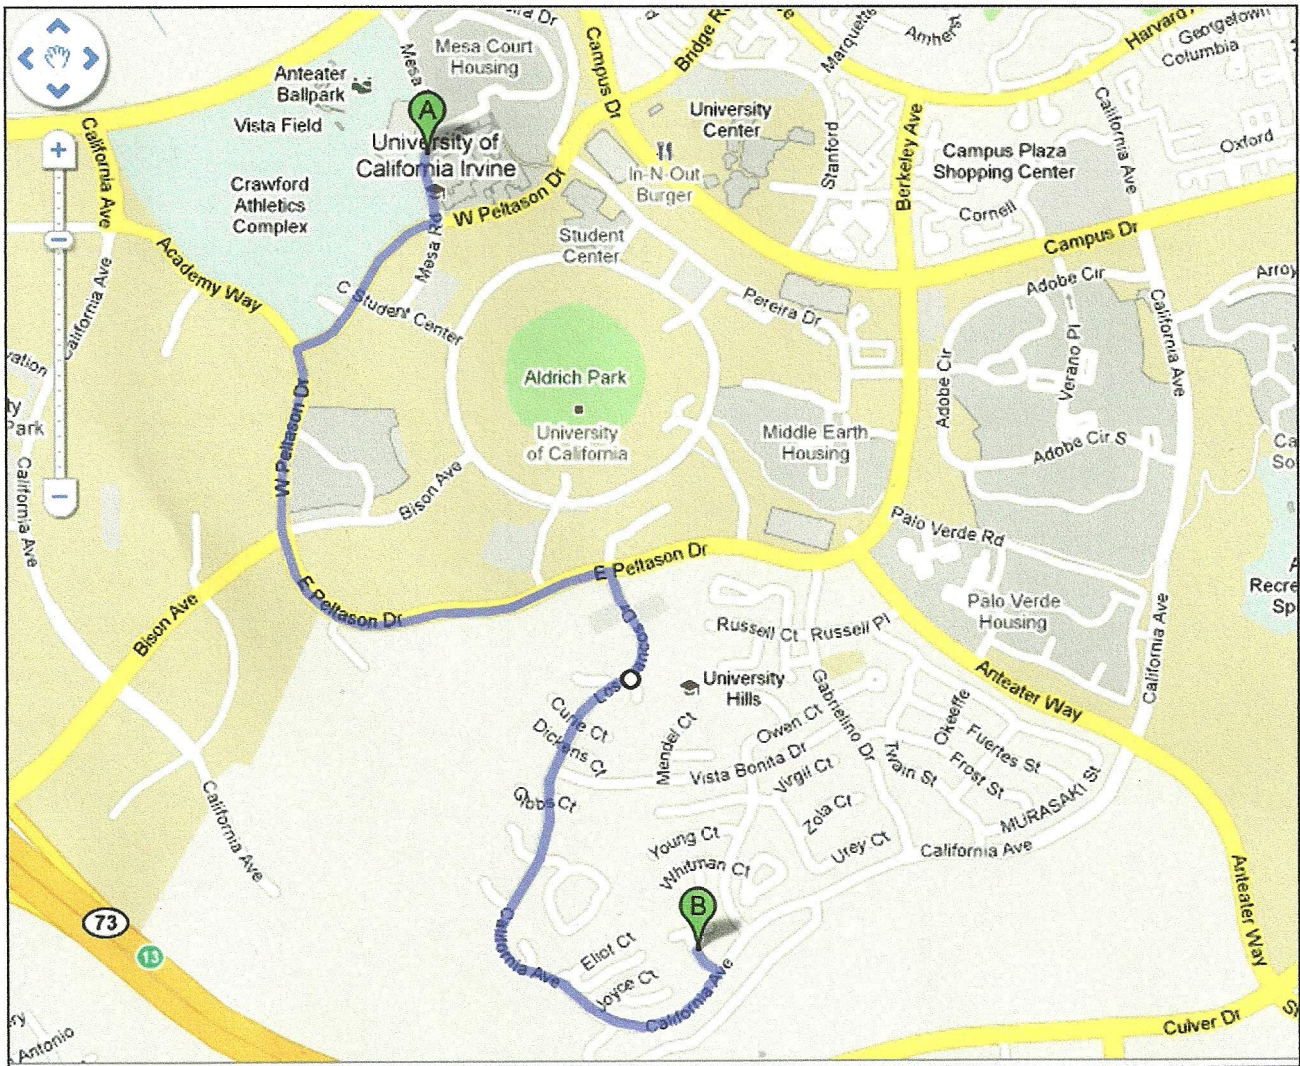 Mesa
Mesa Court
Housing
Campus Dr
Bridge
Marquette
Amherst
Harvard
Georgetown
Columbia
Anteater
Ballpark
Vista Field
A
University of
California Irvine
University
Center
California Ave
Crawford
Athletics
Complex
In-N-Out
Burger
Stanford
Berkeley Ave
Campus Plaza
Shopping Center
California Ave
Oxford
Cornell
W Peltason Dr
Mesa Rd
Student
Center
Campus Dr
Academy Way
California Ave
C Student Center
Pereira Dr
Adobe Cir
Verano Pl
California Ave
Adobe Cir
Aldrich Park
University
of California
Middle Earth
Housing
Adobe Cir S
W Peltason Dr
Park
California Ave
Bison Ave
Palo Verde Rd
E Peltason Dr
E Peltason Dr
Bison Ave
Palo Verde
Housing
Russell Ct
Russell Pl
California Ave
University
Hills
Anteater Way
Gabrielino Dr
Curie Ct
Dickens Ct
Mendel Ct
Owen Ct
Vista Bonita Dr
Virgil Ct
Okeeffe
Fuertes St
Frost St
Twain St
MURASAKI St
Gibbs Ct
Zola Ct
Young Ct
Urey Ct
California Ave
California Ave
Whitman Ct
B
73
13
California Ave
Eliot Ct
Joyce Ct
California Ave
Anteater Way
Culver Dr
Antonio